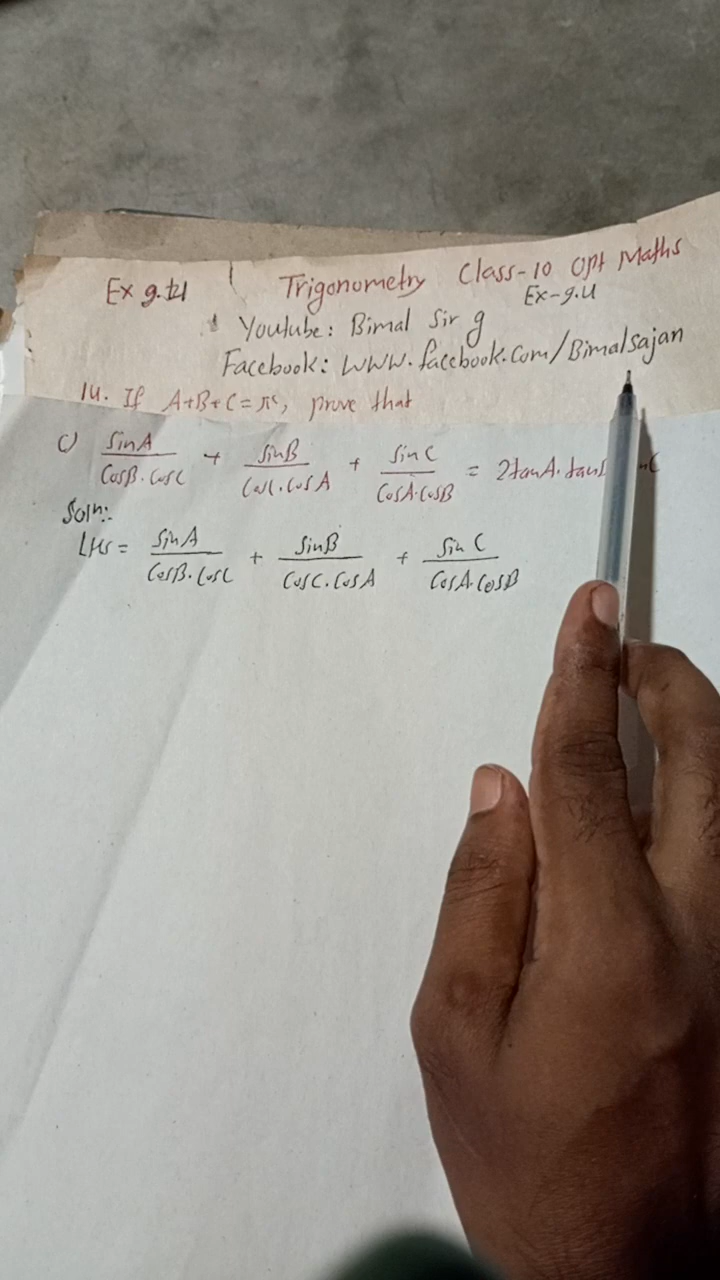 Ex 9.4 Trigonometry Class-10 Opt Maths
Ex-9.4
Youtube: Bimal Sir g
Facebook: www.facebook.com/Bimalsajan
14. If A+B+C=πᶜ, prove that
c) SinA/CosB.CosC + SinB/CosC.CosA + SinC/CosA.CosB = 2tanA.tan
Soln:
LHS = SinA/CosB.CosC + SinB/CosC.CosA + SinC/CosA.CosB